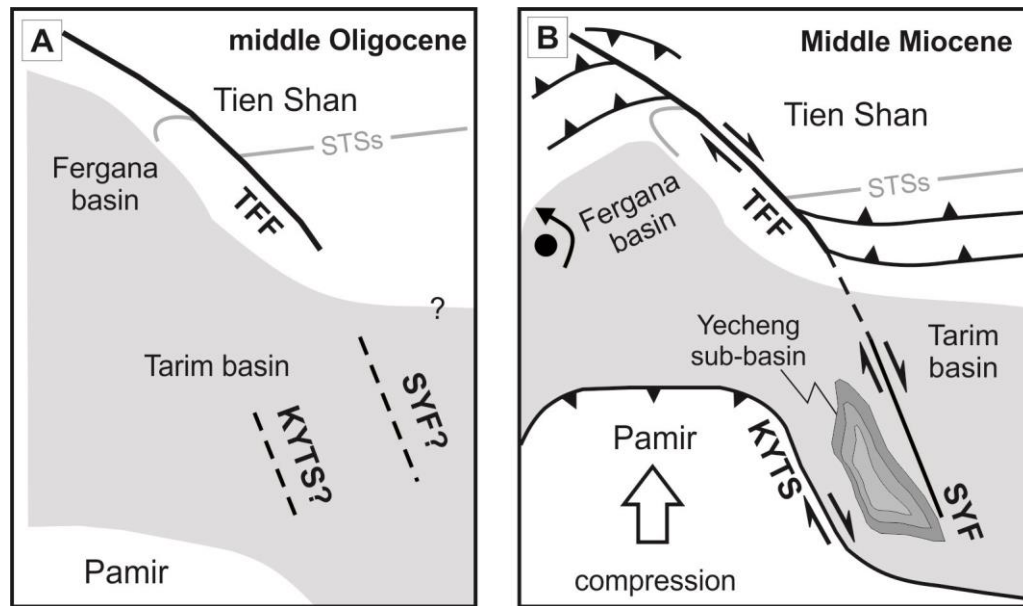 A
middle Oligocene
Tien Shan
STSs
Fergana
basin
TFF
?
Tarim basin
SYF?
KYTS?
Pamir
B
Middle Miocene
Tien Shan
STSs
TFF
Fergana
basin
Yecheng
sub-basin
Tarim
basin
Pamir
KYTS
SYF
compression